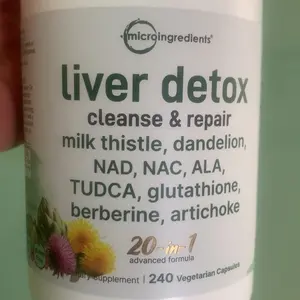 microingredients®
liver detox
cleanse & repair
milk thistle, dandelion,
NAD, NAC, ALA,
TUDCA, glutathione,
berberine, artichoke
20-in-1
advanced formula
Supplement | 240 Vegetarian Capsules